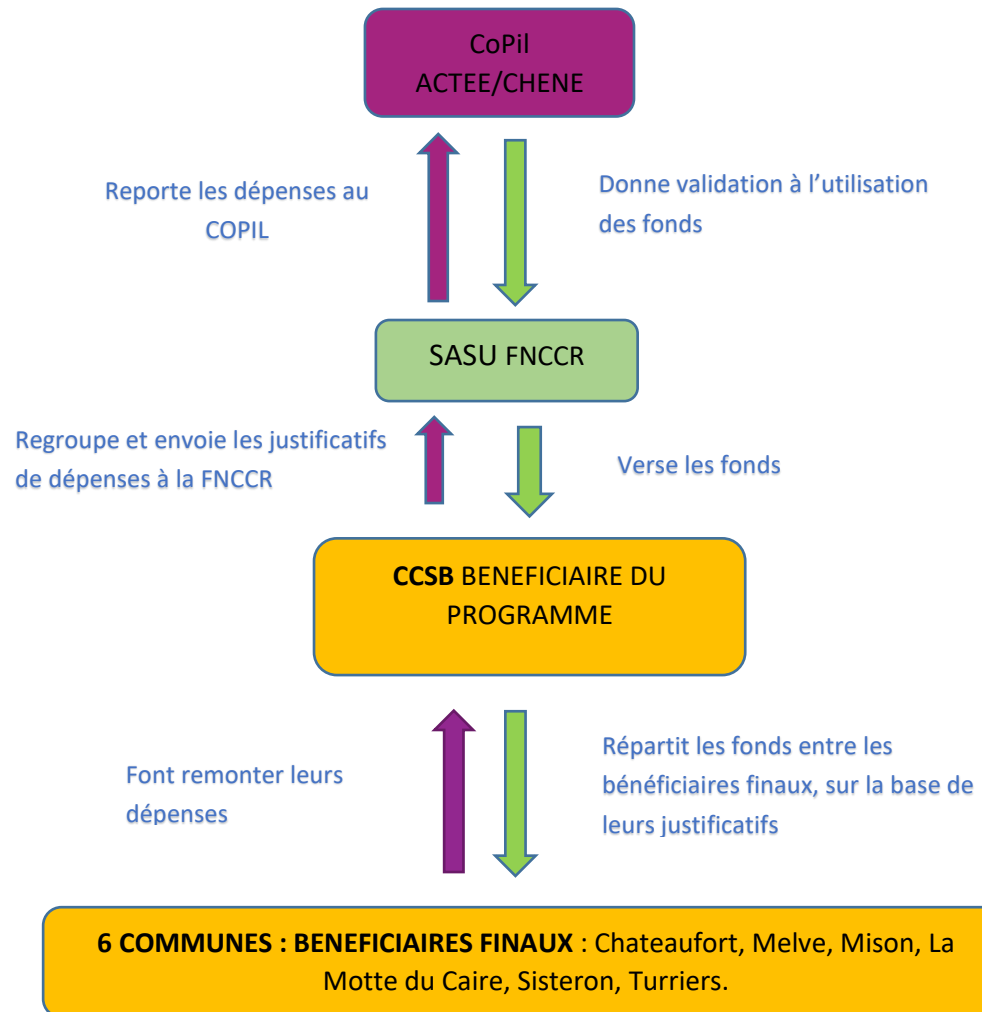 CoPil
ACTEE/CHENE
Reporte les dépenses au
COPIL
Donne validation à l’utilisation
des fonds
SASU FNCCR
Regroupe et envoie les justificatifs
de dépenses à la FNCCR
Verse les fonds
CCSB BENEFICIAIRE DU
PROGRAMME
Font remonter leurs
dépenses
Répartit les fonds entre les
bénéficiaires finaux, sur la base de
leurs justificatifs
6 COMMUNES : BENEFICIAIRES FINAUX : Chateaufort, Melve, Mison, La
Motte du Caire, Sisteron, Turriers.